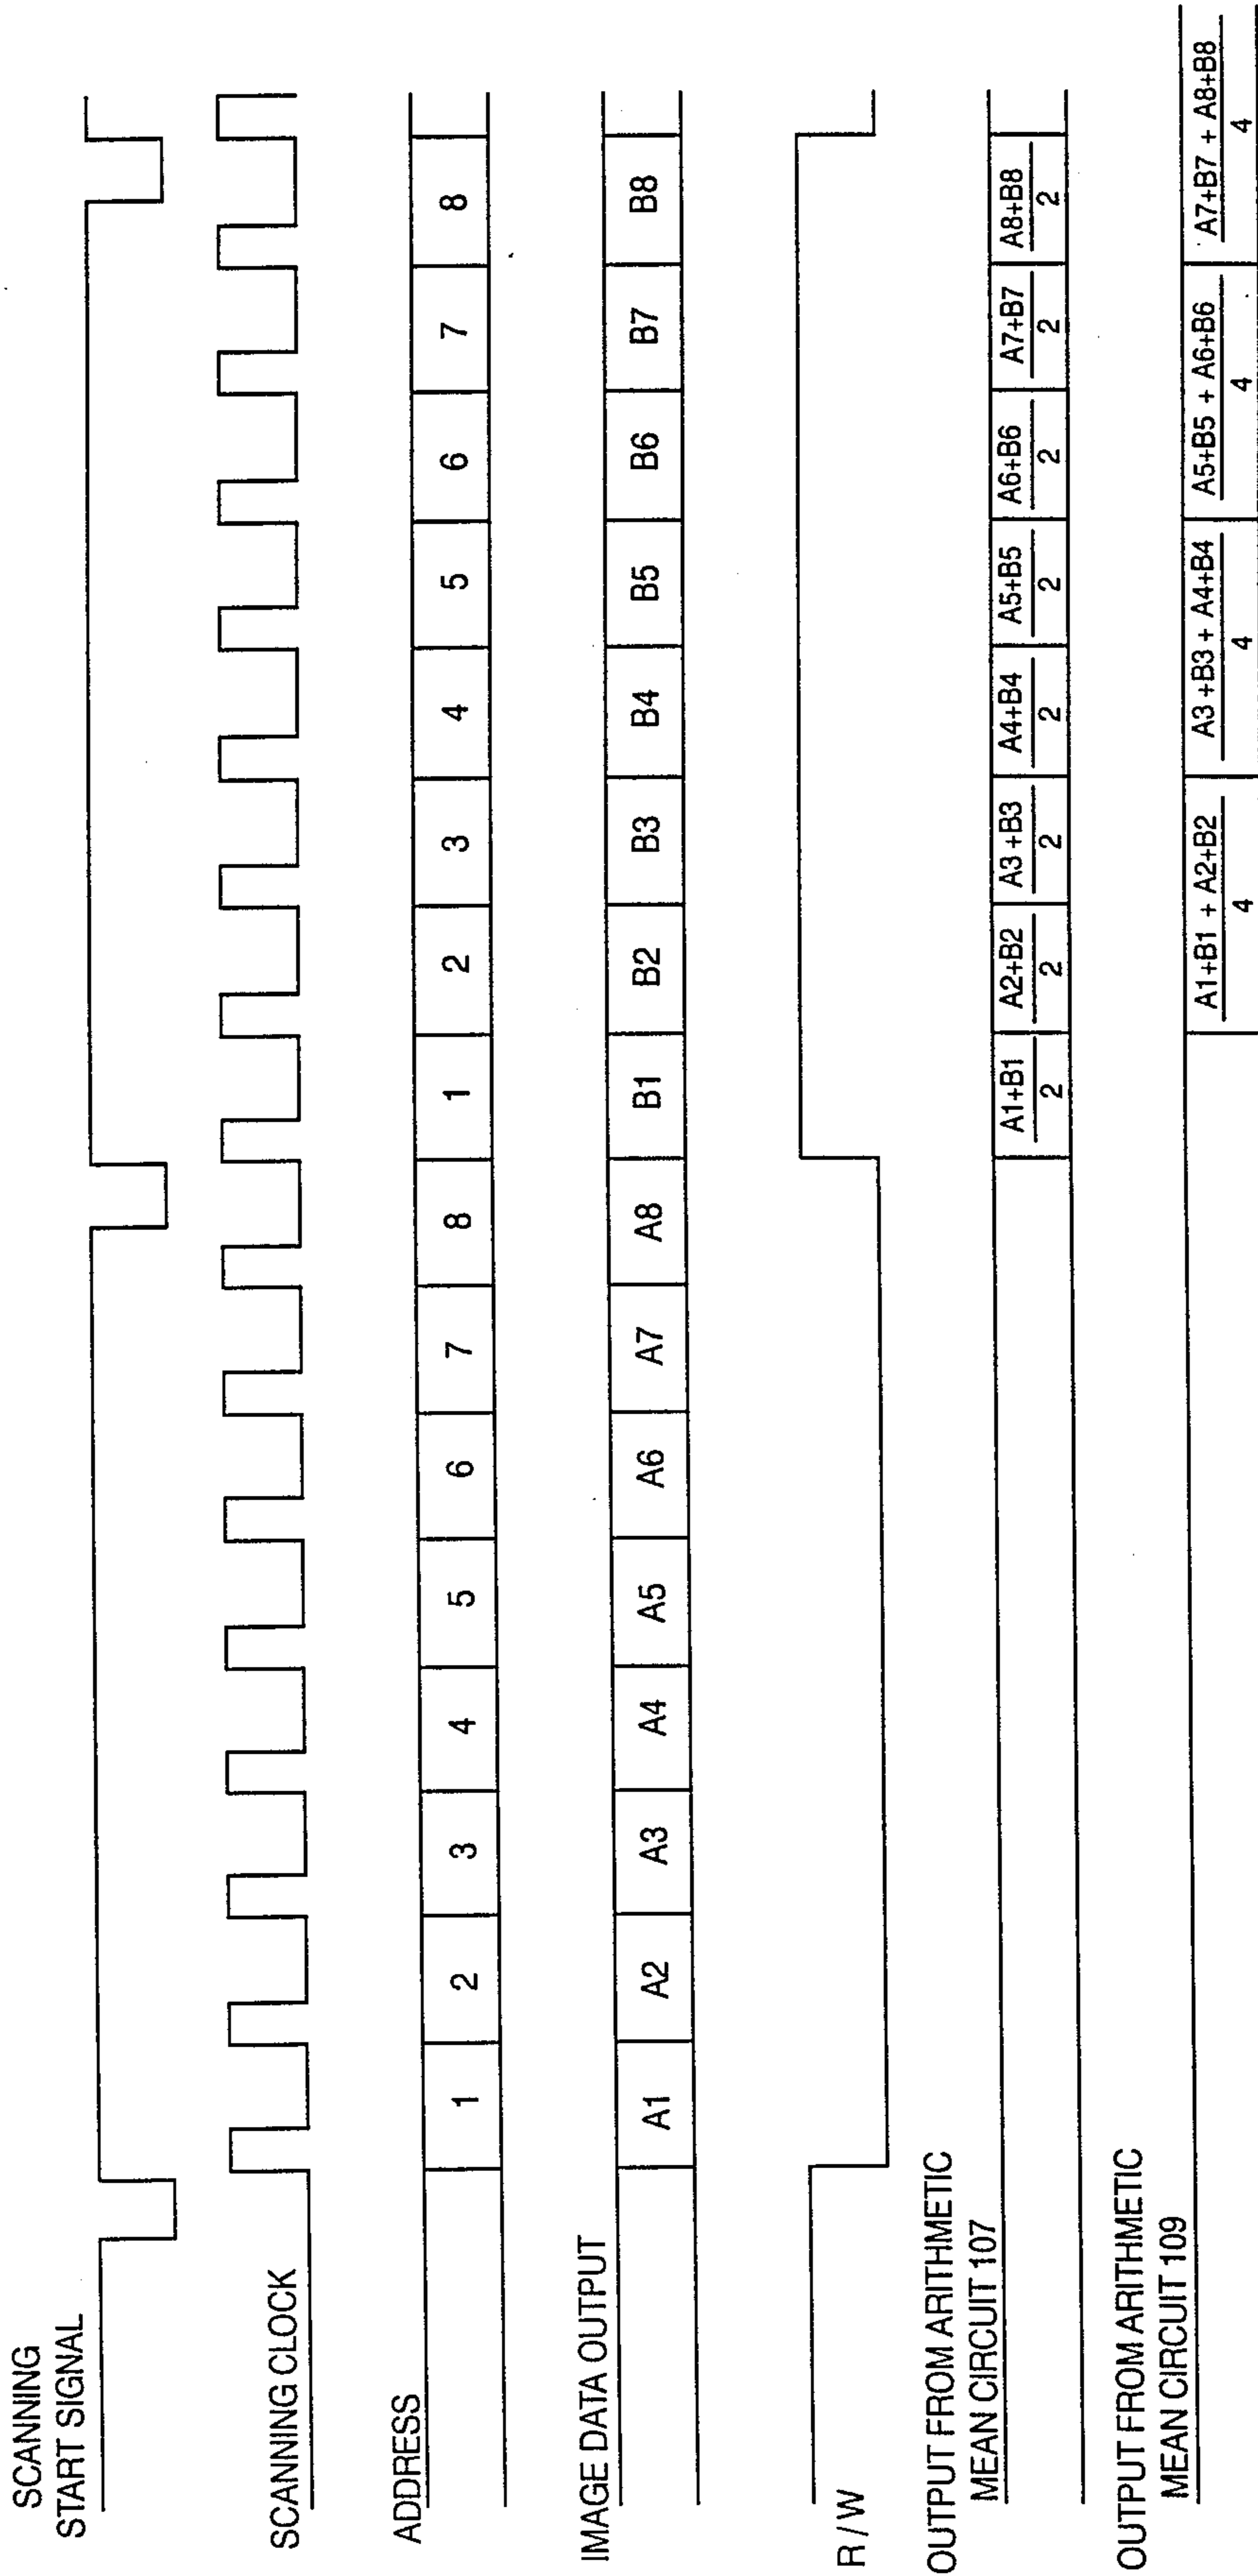 SCANNING
START SIGNAL
SCANNING CLOCK
ADDRESS
1 2 3 4 5 6 7 8 1 2 3 4 5 6 7 8
IMAGE DATA OUTPUT
A1 A2 A3 A4 A5 A6 A7 A8 B1 B2 B3 B4 B5 B6 B7 B8
R / W
OUTPUT FROM ARITHMETIC
MEAN CIRCUIT 107
A1+B1 A2+B2 A3 +B3 A4+B4 A5+B5 A6+B6 A7+B7 A8+B8
2 2 2 2 2 2 2 2
OUTPUT FROM ARITHMETIC
MEAN CIRCUIT 109
A1+B1 + A2+B2 A3 +B3 + A4+B4 A5+B5 + A6+B6 A7+B7 + A8+B8
4 4 4 4